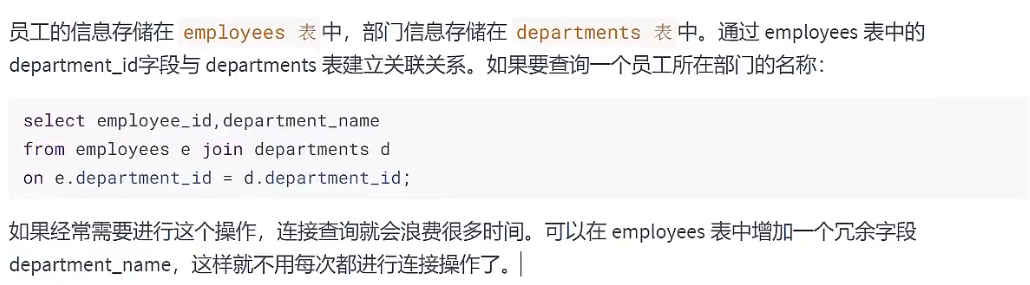 员工的信息存储在 employees 表 中，部门信息存储在 departments 表 中。通过 employees 表中的
department_id字段与 departments 表建立关联关系。如果要查询一个员工所在部门的名称：
select employee_id,department_name
from employees e join departments d
on e.department_id = d.department_id;
如果经常需要进行这个操作，连接查询就会浪费很多时间。可以在 employees 表中增加一个冗余字段
department_name，这样就不用每次都进行连接操作了。